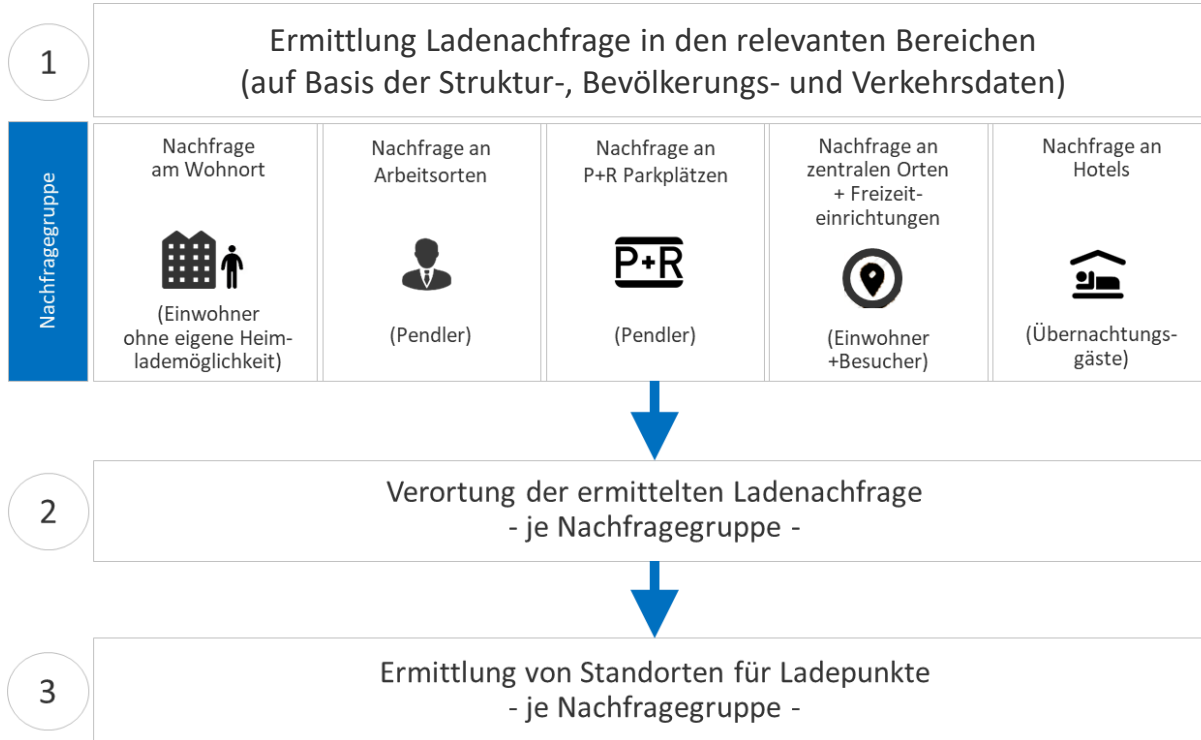 1
Ermittlung Ladenachfrage in den relevanten Bereichen
(auf Basis der Struktur-, Bevölkerungs- und Verkehrsdaten)
Nachfragegruppe
Nachfrage
am Wohnort
(Einwohner
ohne eigene Heim-
lademöglichkeit)
Nachfrage an
Arbeitsorten
(Pendler)
Nachfrage an
P+R Parkplätzen
P+R
(Pendler)
Nachfrage an
zentralen Orten
+ Freizeit-
einrichtungen
(Einwohner
+Besucher)
Nachfrage an
Hotels
(Übernachtungs-
gäste)
2
Verortung der ermittelten Ladenachfrage
- je Nachfragegruppe -
3
Ermittlung von Standorten für Ladepunkte
- je Nachfragegruppe -